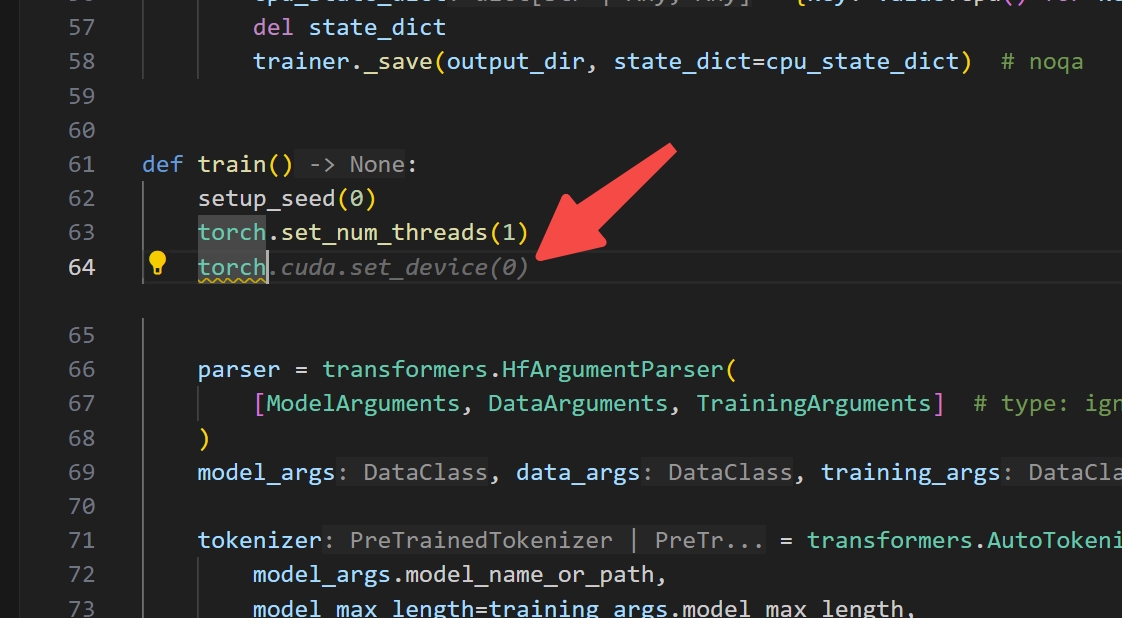 57 del state_dict
58 trainer._save(output_dir, state_dict=cpu_state_dict) # noqa
59
60
61 def train() -> None:
62 setup_seed(0)
63 torch.set_num_threads(1)
64 torch.cuda.set_device(0)
65
66 parser = transformers.HfArgumentParser(
67 [ModelArguments, DataArguments, TrainingArguments] # type: ign
68 )
69 model_args: DataClass, data_args: DataClass, training_args: DataCla
70
71 tokenizer: PreTrainedTokenizer | PreTr... = transformers.AutoTokeni
72 model_args.model_name_or_path,
73 model_max_length=training_args.model_max_length,